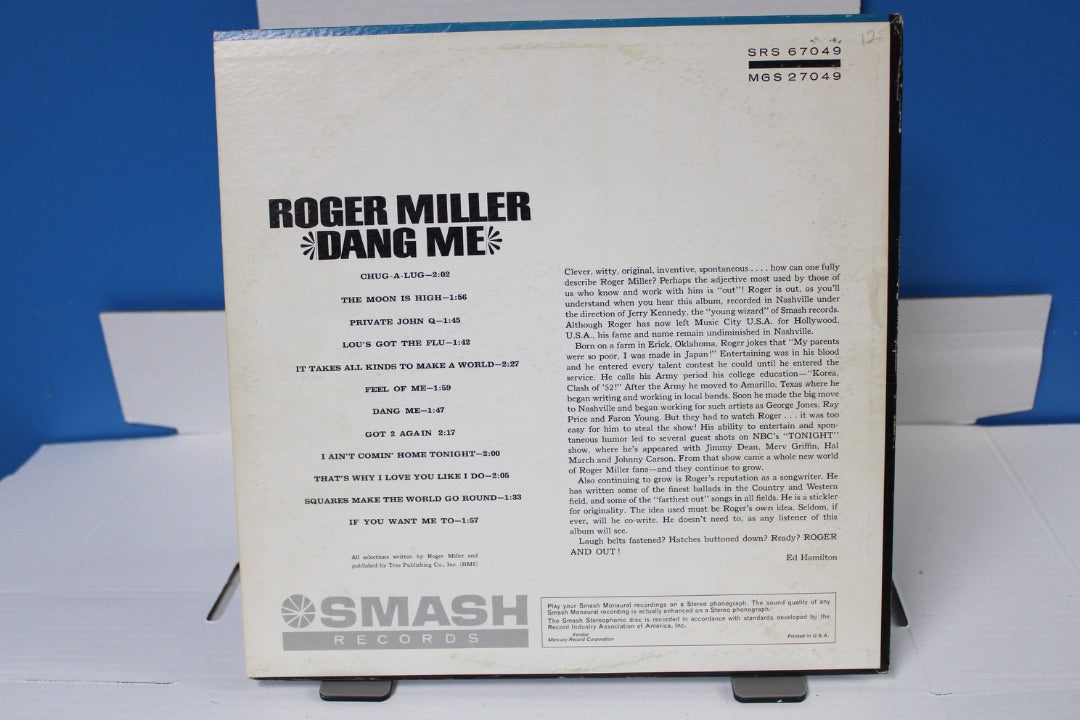 12
SRS 67049
MGS 27049
ROGER MILLER
DANG ME
CHUG-A-LUG—2:02
THE MOON IS HIGH—1:56
PRIVATE JOHN Q—1:45
LOU'S GOT THE FLU—1:42
IT TAKES ALL KINDS TO MAKE A WORLD—2:27
FEEL OF ME—1:59
DANG ME—1:47
GOT 2 AGAIN 2:17
I AIN'T COMIN' HOME TONIGHT—2:00
THAT'S WHY I LOVE YOU LIKE I DO—2:05
SQUARES MAKE THE WORLD GO ROUND—1:33
IF YOU WANT ME TO—1:57
All selections written by Roger Miller and
published by Tree Publishing Co., Inc. (BMI)
Clever, witty, original, inventive, spontaneous . . . . how can one fully
describe Roger Miller? Perhaps the adjective most used by those of
us who know and work with him is "out"! Roger is out, as you'll
understand when you hear this album, recorded in Nashville under
the direction of Jerry Kennedy, the "young wizard" of Smash records.
Although Roger has now left Music City U.S.A. for Hollywood,
U.S.A., his fame and name remain undiminished in Nashville.
Born on a farm in Erick, Oklahoma, Roger jokes that "My parents
were so poor, I was made in Japan!" Entertaining was in his blood
and he entered every talent contest he could until he entered the
service. He calls his Army period his college education—"Korea,
Clash of '52!" After the Army he moved to Amarillo, Texas where he
began writing and working in local bands. Soon he made the big move
to Nashville and began working for such artists as George Jones, Ray
Price and Faron Young. But they had to watch Roger . . . it was too
easy for him to steal the show! His ability to entertain and spon-
taneous humor led to several guest shots on NBC's "TONIGHT"
show, where he's appeared with Jimmy Dean, Merv Griffin, Hal
March and Johnny Carson. From that show came a whole new world
of Roger Miller fans—and they continue to grow.
Also continuing to grow is Roger's reputation as a songwriter. He
has written some of the finest ballads in the Country and Western
field, and some of the "farthest out" songs in all fields. He is a stickler
for originality. The idea used must be Roger's own idea. Seldom, if
ever, will he co-write. He doesn't need to, as any listener of this
album will see.
Laugh belts fastened? Hatches buttoned down? Ready? ROGER
AND OUT!
Ed Hamilton
SMASH
RECORDS
Play your Smash Monaural recordings on a Stereo phonograph. The sound quality of any
Smash Monaural recording is actually enhanced on a Stereo phonograph.
The Smash Stereophonic disc is recorded in accordance with standards developed by the
Record Industry Association of America, Inc.
Vendor
Mercury Record Corporation
Printed in U.S.A.